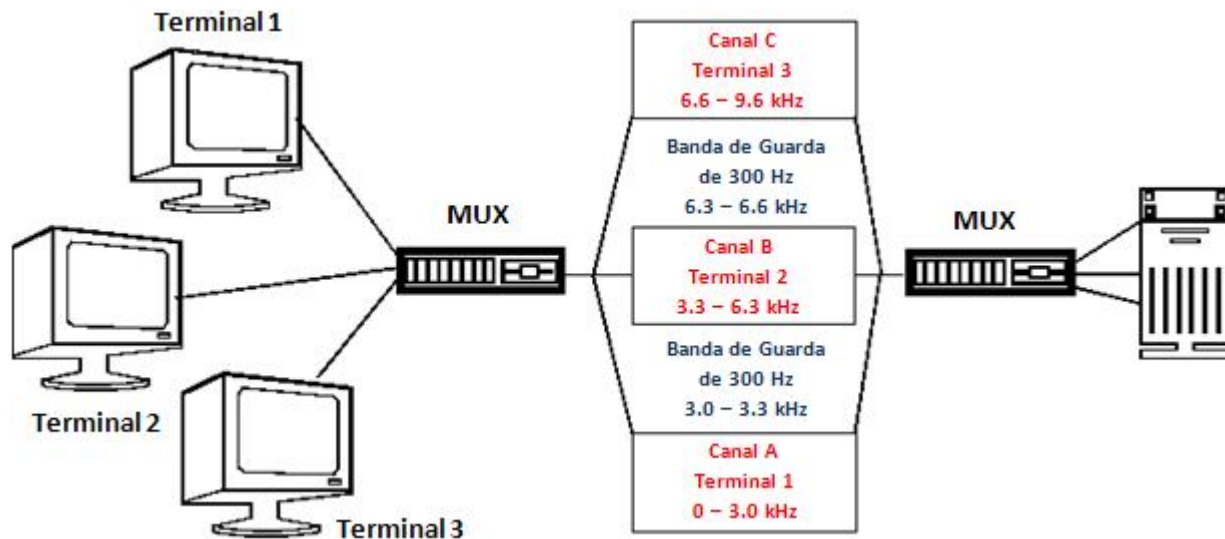 Terminal 1
Terminal 2
Terminal 3
MUX
Canal C
Terminal 3
6.6 – 9.6 kHz
Banda de Guarda
de 300 Hz
6.3 – 6.6 kHz
Canal B
Terminal 2
3.3 – 6.3 kHz
Banda de Guarda
de 300 Hz
3.0 – 3.3 kHz
Canal A
Terminal 1
0 – 3.0 kHz
MUX